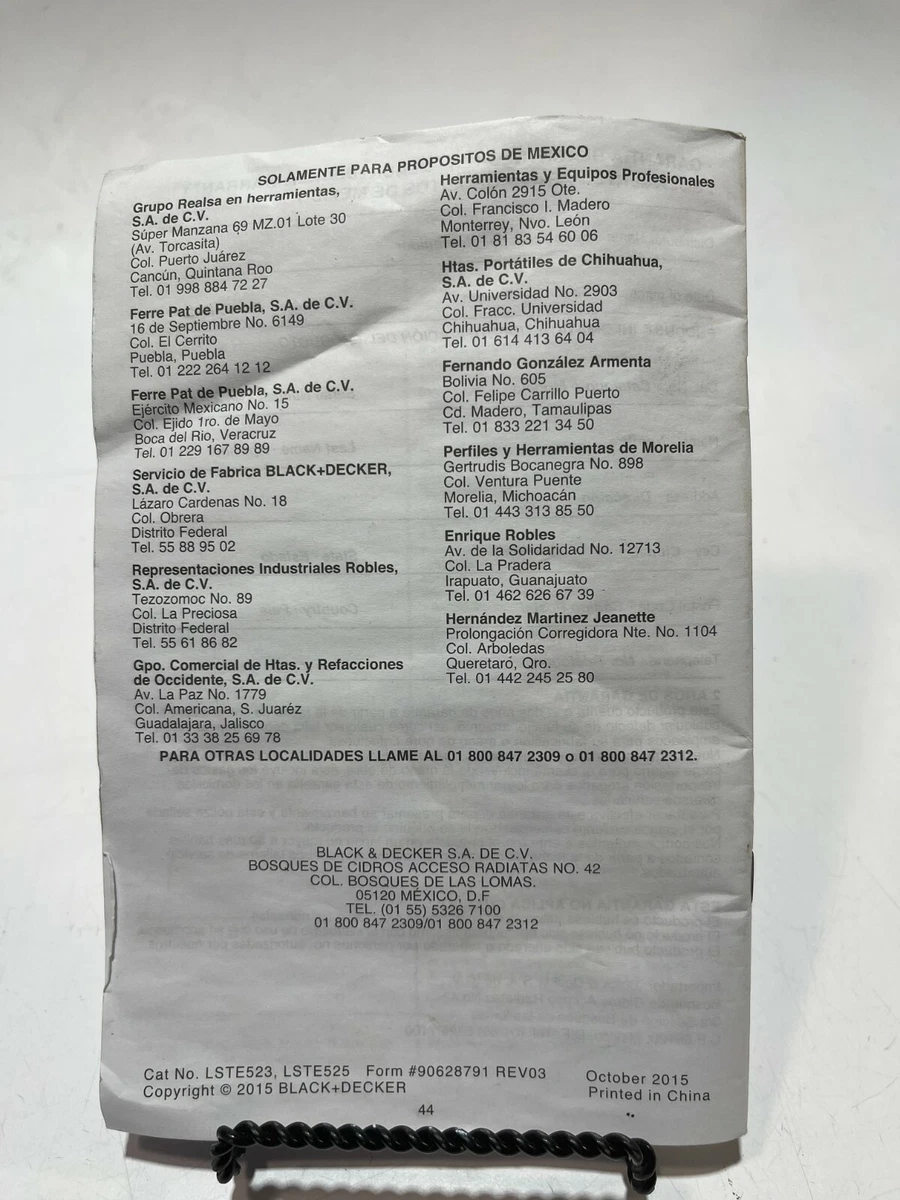 SOLAMENTE PARA PROPOSITOS DE MEXICO
Grupo Realsa en herramientas,
S.A. de C.V.
Súper Manzana 69 MZ.01 Lote 30
(Av. Torcasita)
Col. Puerto Juárez
Cancún, Quintana Roo
Tel. 01 998 884 72 27
Ferre Pat de Puebla, S.A. de C.V.
16 de Septiembre No. 6149
Col. El Cerrito
Puebla, Puebla
Tel. 01 222 264 12 12
Ferre Pat de Puebla, S.A. de C.V.
Ejército Mexicano No. 15
Col. Ejido 1ro. de Mayo
Boca del Rio, Veracruz
Tel. 01 229 167 89 89
Servicio de Fabrica BLACK+DECKER,
S.A. de C.V.
Lázaro Cardenas No. 18
Col. Obrera
Distrito Federal
Tel. 55 88 95 02
Representaciones Industriales Robles,
S.A. de C.V.
Tezozomoc No. 89
Col. La Preciosa
Distrito Federal
Tel. 55 61 86 82
Gpo. Comercial de Htas. y Refacciones
de Occidente, S.A. de C.V.
Av. La Paz No. 1779
Col. Americana, S. Juaréz
Guadalajara, Jalisco
Tel. 01 33 38 25 69 78
Herramientas y Equipos Profesionales
Av. Colón 2915 Ote.
Col. Francisco I. Madero
Monterrey, Nvo. León
Tel. 01 81 83 54 60 06
Htas. Portátiles de Chihuahua,
S.A. de C.V.
Av. Universidad No. 2903
Col. Fracc. Universidad
Chihuahua, Chihuahua
Tel. 01 614 413 64 04
Fernando González Armenta
Bolivia No. 605
Col. Felipe Carrillo Puerto
Cd. Madero, Tamaulipas
Tel. 01 833 221 34 50
Perfiles y Herramientas de Morelia
Gertrudis Bocanegra No. 898
Col. Ventura Puente
Morelia, Michoacán
Tel. 01 443 313 85 50
Enrique Robles
Av. de la Solidaridad No. 12713
Col. La Pradera
Irapuato, Guanajuato
Tel. 01 462 626 67 39
Hernández Martinez Jeanette
Prolongación Corregidora Nte. No. 1104
Col. Arboledas
Queretaro, Qro.
Tel. 01 442 245 25 80
PARA OTRAS LOCALIDADES LLAME AL 01 800 847 2309 o 01 800 847 2312.
BLACK & DECKER S.A. DE C.V.
BOSQUES DE CIDROS ACCESO RADIATAS NO. 42
COL. BOSQUES DE LAS LOMAS.
05120 MÉXICO, D.F
TEL. (01 55) 5326 7100
01 800 847 2309/01 800 847 2312
Cat No. LSTE523, LSTE525 Form #90628791 REV03
Copyright © 2015 BLACK+DECKER
October 2015
Printed in China
44